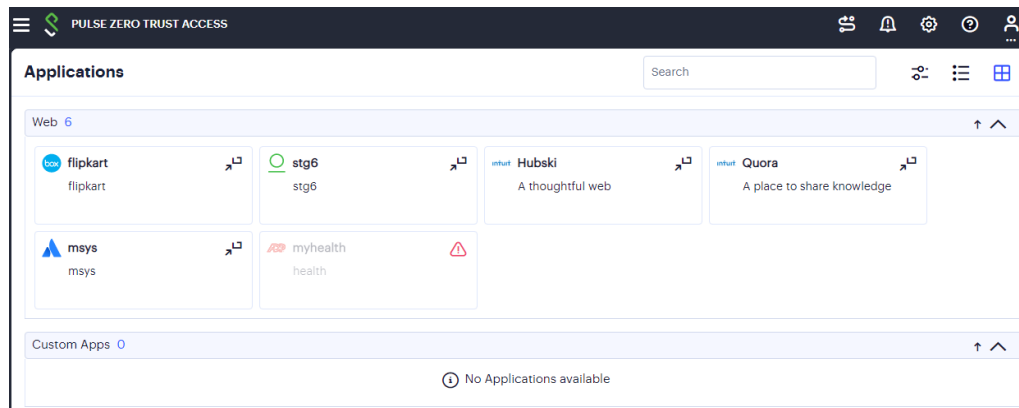 PULSE ZERO TRUST ACCESS
Applications
Search
Web 6
box flipkart
flipkart
stg6
stg6
intuit Hubski
A thoughtful web
intuit Quora
A place to share knowledge
msys
msys
ADP myhealth
health
Custom Apps 0
No Applications available